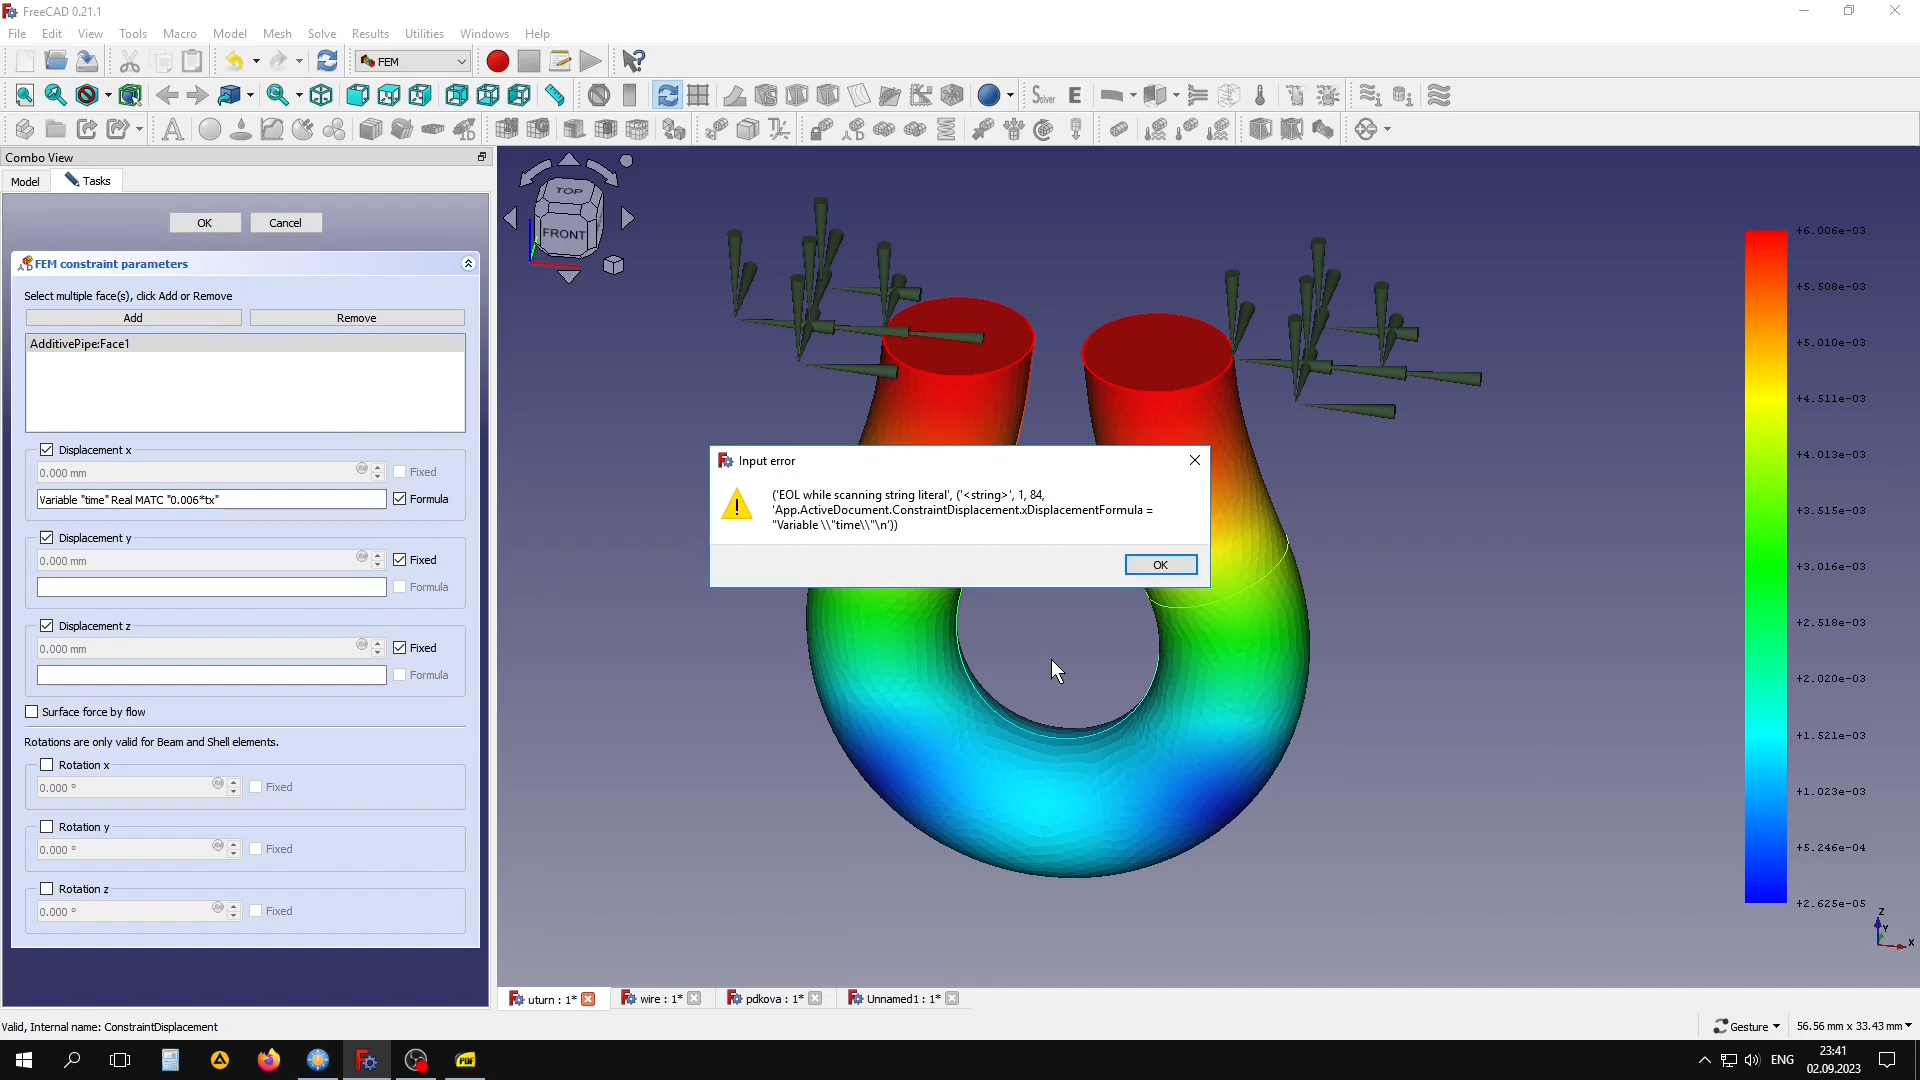 FreeCAD 0.21.1
File Edit View Tools Macro Model Mesh Solve Results Utilities Windows Help
FEM
Solver E
Combo View
Model Tasks
OK Cancel
FEM constraint parameters
Select multiple face(s), click Add or Remove
Add Remove
AdditivePipe:Face1
Displacement x
0.000 mm Fixed
Variable "time" Real MATC "0.006*tx" Formula
Displacement y
0.000 mm Fixed
Formula
Displacement z
0.000 mm Fixed
Formula
Surface force by flow
Rotations are only valid for Beam and Shell elements.
Rotation x
0.000 ° Fixed
Rotation y
0.000 ° Fixed
Rotation z
0.000 ° Fixed
TOP
FRONT
Input error
('EOL while scanning string literal', ('<string>', 1, 84,
'App.ActiveDocument.ConstraintDisplacement.xDisplacementFormula =
"Variable \\"time\\"\n'))
OK
+6.006e-03
+5.508e-03
+5.010e-03
+4.511e-03
+4.013e-03
+3.515e-03
+3.016e-03
+2.518e-03
+2.020e-03
+1.521e-03
+1.023e-03
+5.246e-04
+2.625e-05
Z
Y
X
uturn : 1* wire : 1* pdkova : 1* Unnamed1 : 1*
Valid, Internal name: ConstraintDisplacement
Gesture 56.56 mm x 33.43 mm
PDF
ENG
23:41
02.09.2023